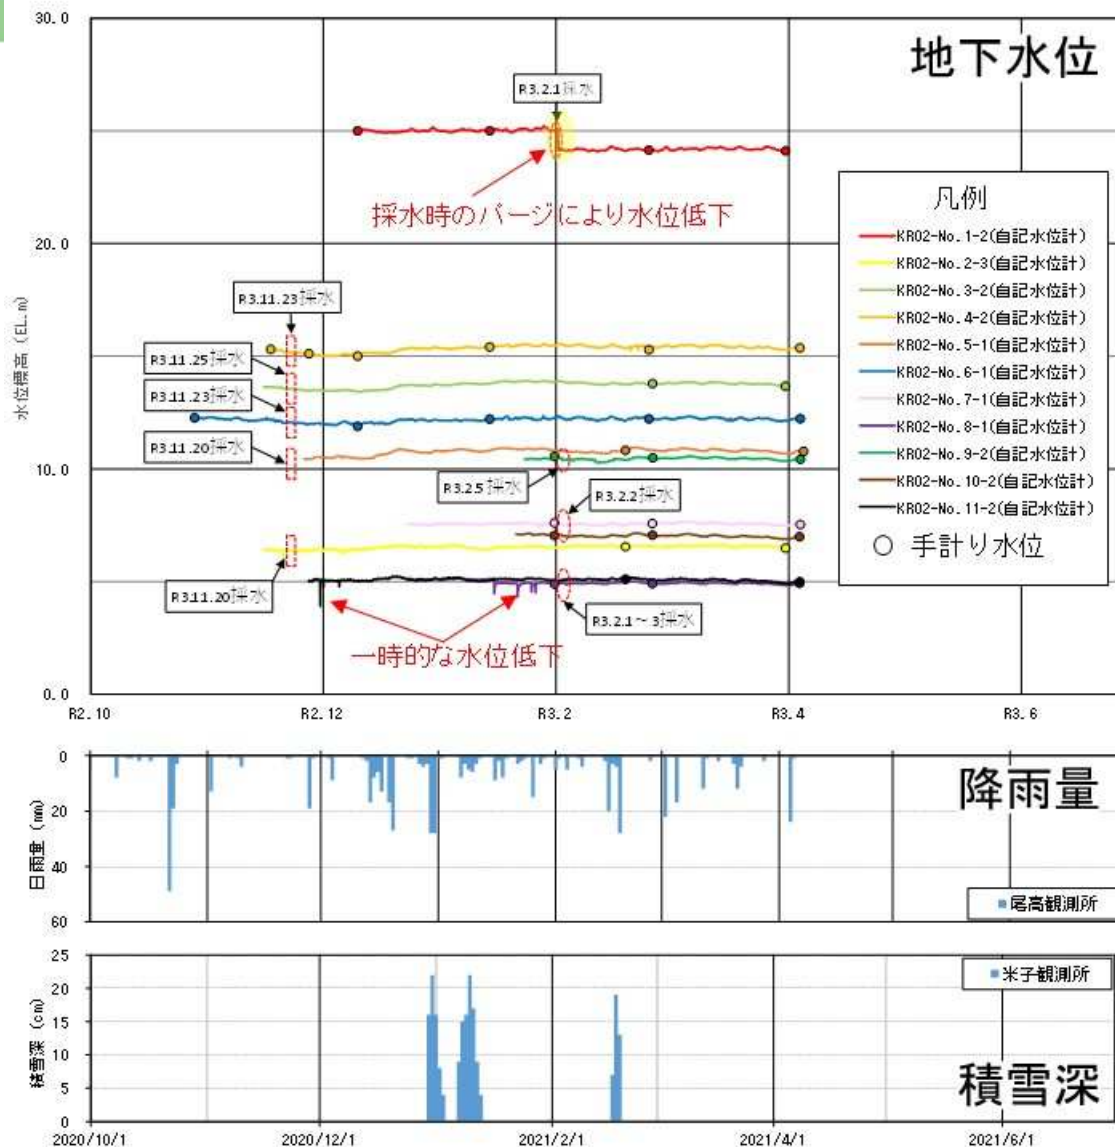 地下水位
30.0
20.0
10.0
0.0
水位標高 (EL.m)
R3.2.1採水
採水時のパージにより水位低下
R3.11.23採水
R3.11.25採水
R3.11.23採水
R3.11.20採水
R3.11.20採水
R3.2.5採水
R3.2.2採水
R3.2.1~3採水
一時的な水位低下
凡例
KR02-No.1-2(自記水位計)
KR02-No.2-3(自記水位計)
KR02-No.3-2(自記水位計)
KR02-No.4-2(自記水位計)
KR02-No.5-1(自記水位計)
KR02-No.6-1(自記水位計)
KR02-No.7-1(自記水位計)
KR02-No.8-1(自記水位計)
KR02-No.9-2(自記水位計)
KR02-No.10-2(自記水位計)
KR02-No.11-2(自記水位計)
手計り水位
R2.10 R2.12 R3.2 R3.4 R3.6
降雨量
0
20
40
60
日雨量 (mm)
尾高観測所
25
20
15
10
5
0
積雪深 (cm)
米子観測所
積雪深
2020/10/1 2020/12/1 2021/2/1 2021/4/1 2021/6/1